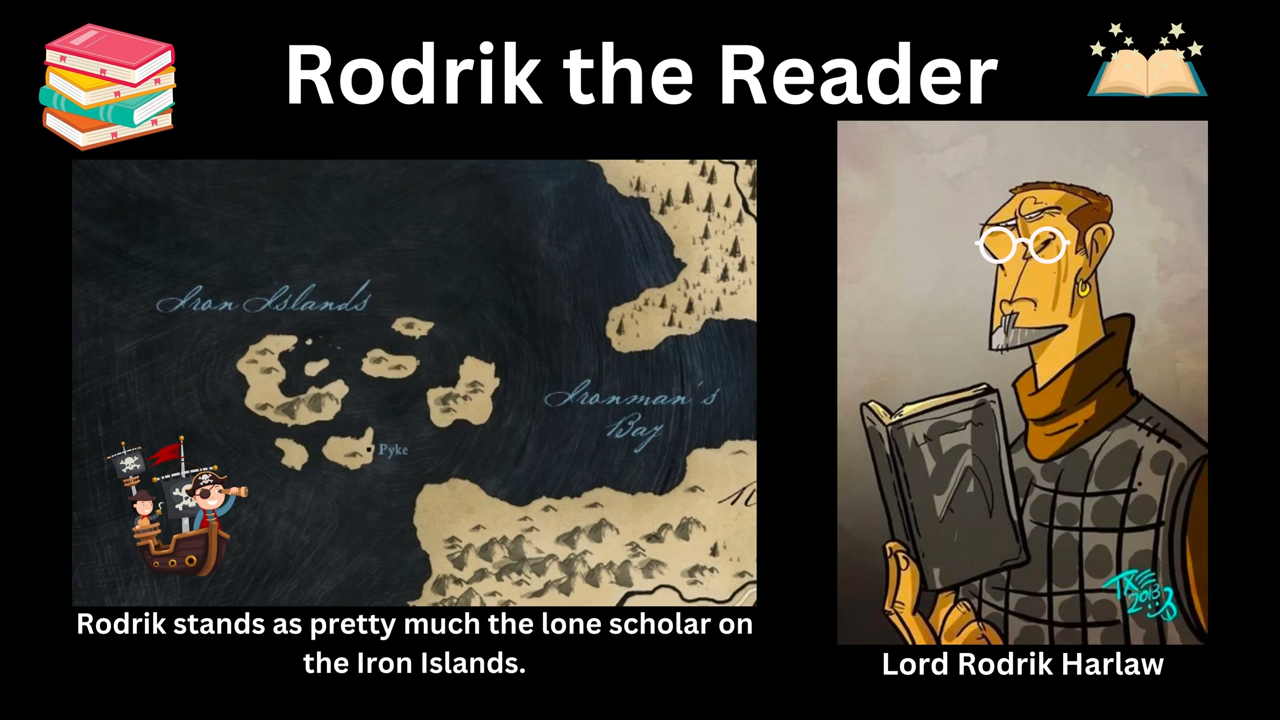 Rodrik the Reader
Iron Islands
Ironman's
Bay
Pyke
2013
Rodrik stands as pretty much the lone scholar on
the Iron Islands.
Lord Rodrik Harlaw